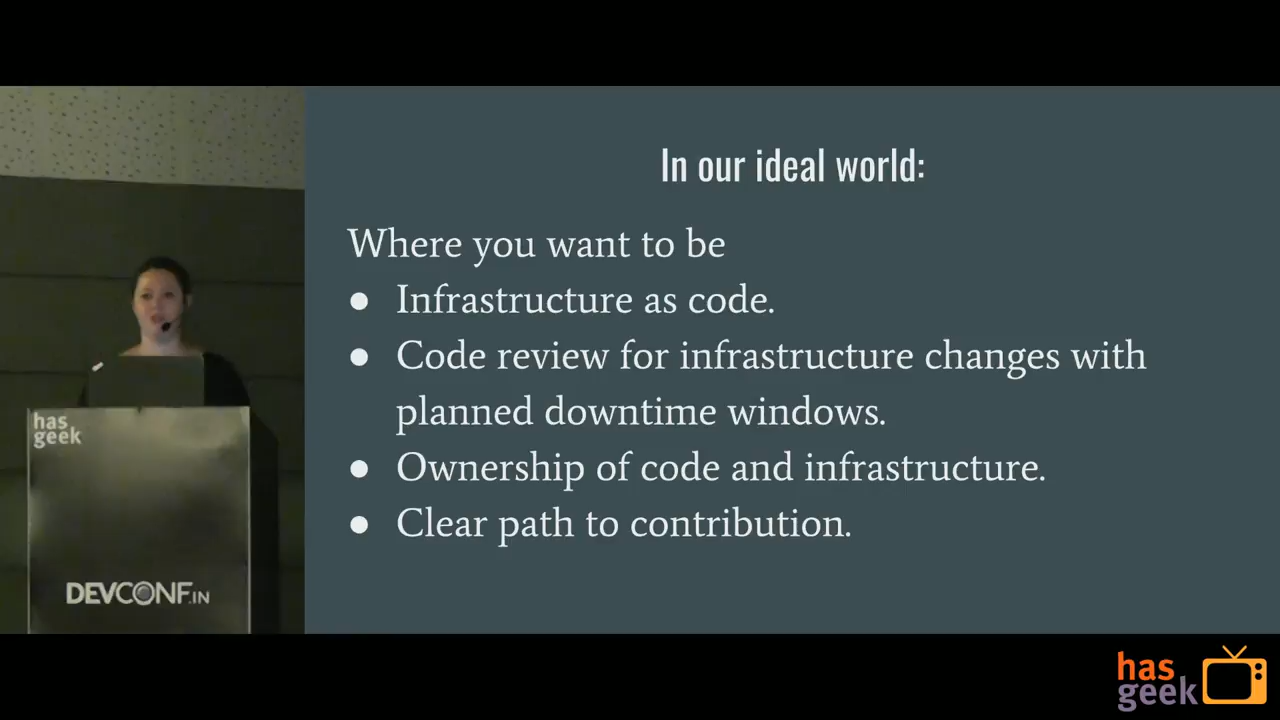 In our ideal world:
Where you want to be
● Infrastructure as code.
● Code review for infrastructure changes with
planned downtime windows.
● Ownership of code and infrastructure.
● Clear path to contribution.
has
geek
DEVCONF.IN
has
geek